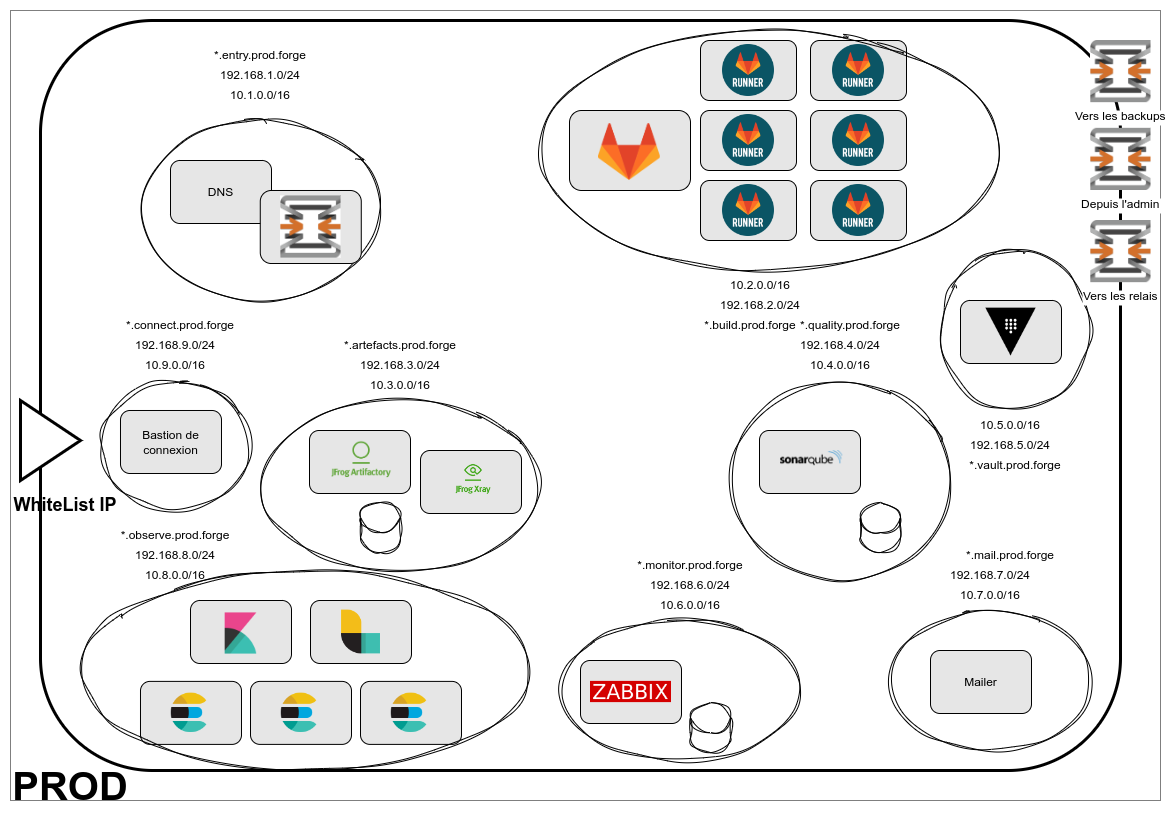 *.entry.prod.forge
192.168.1.0/24
10.1.0.0/16
DNS
RUNNER
RUNNER
RUNNER
RUNNER
RUNNER
RUNNER
10.2.0.0/16
192.168.2.0/24
*.build.prod.forge
Vers les backups
Depuis l'admin
Vers les relais
*.connect.prod.forge
192.168.9.0/24
10.9.0.0/16
Bastion de
connexion
WhiteList IP
*.artefacts.prod.forge
192.168.3.0/24
10.3.0.0/16
JFrog Artifactory
JFrog Xray
*.quality.prod.forge
192.168.4.0/24
10.4.0.0/16
sonarqube
10.5.0.0/16
192.168.5.0/24
*.vault.prod.forge
*.observe.prod.forge
192.168.8.0/24
10.8.0.0/16
*.monitor.prod.forge
192.168.6.0/24
10.6.0.0/16
ZABBIX
*.mail.prod.forge
192.168.7.0/24
10.7.0.0/16
Mailer
PROD